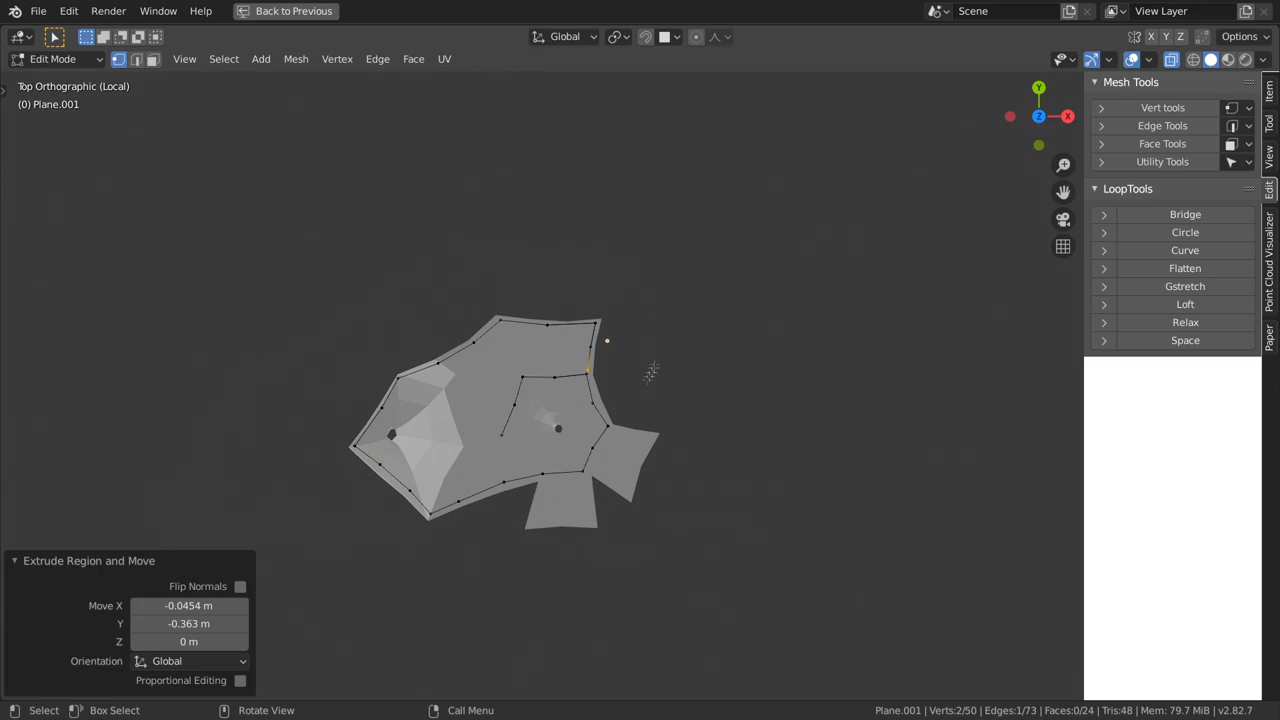 File Edit Render Window Help Back to Previous Scene View Layer
Global X Y Z Options
Edit Mode View Select Add Mesh Vertex Edge Face UV
Top Orthographic (Local)
(0) Plane.001
Y
Z X
Mesh Tools
Vert tools
Edge Tools
Face Tools
Utility Tools
LoopTools
Bridge
Circle
Curve
Flatten
Gstretch
Loft
Relax
Space
Item
Tool
View
Edit
Point Cloud Visualizer
Paper
Extrude Region and Move
Flip Normals
Move X -0.0454 m
Y -0.363 m
Z 0 m
Orientation Global
Proportional Editing
Select Box Select Rotate View Call Menu Plane.001 | Verts:2/50 | Edges:1/73 | Faces:0/24 | Tris:48 | Mem: 79.7 MiB | v2.82.7